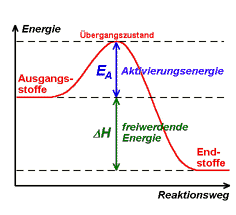 Energie
Übergangszustand
Ausgangs-
stoffe
EA Aktivierungsenergie
ΔH freiwerdende
Energie
End-
stoffe
Reaktionsweg